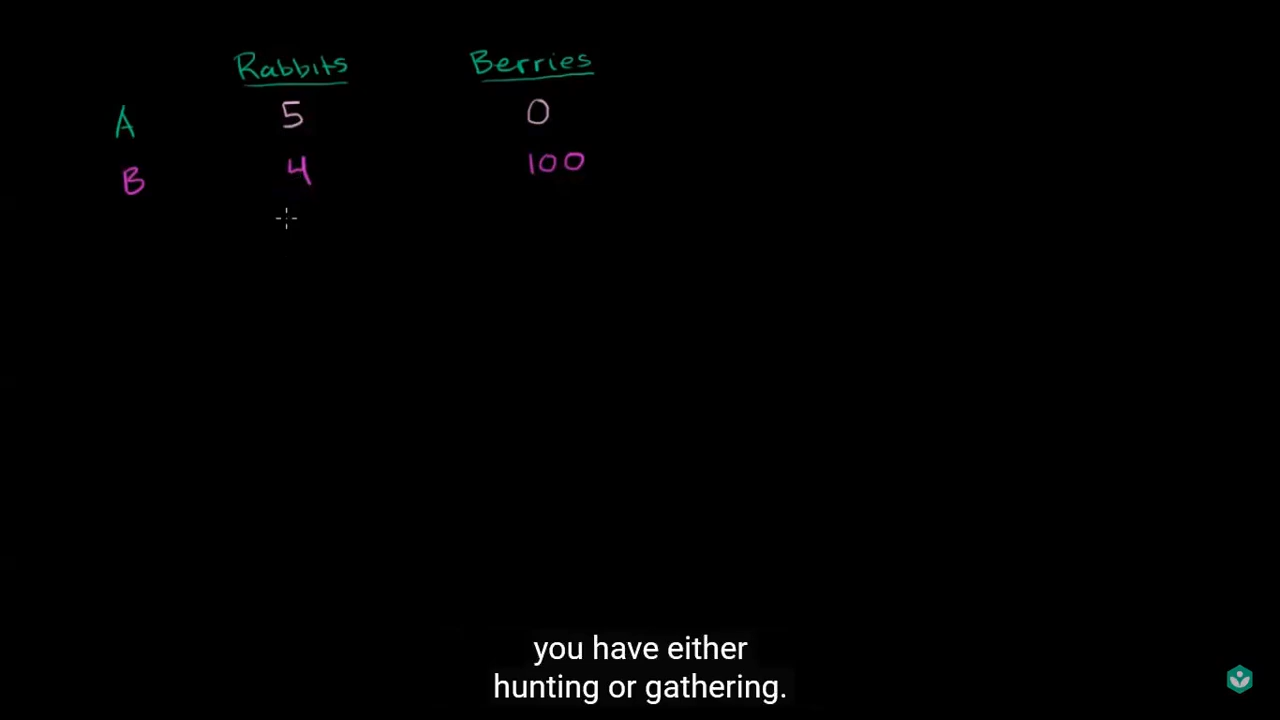 Rabbits Berries
A 5 0
B 4 100
you have either
hunting or gathering.